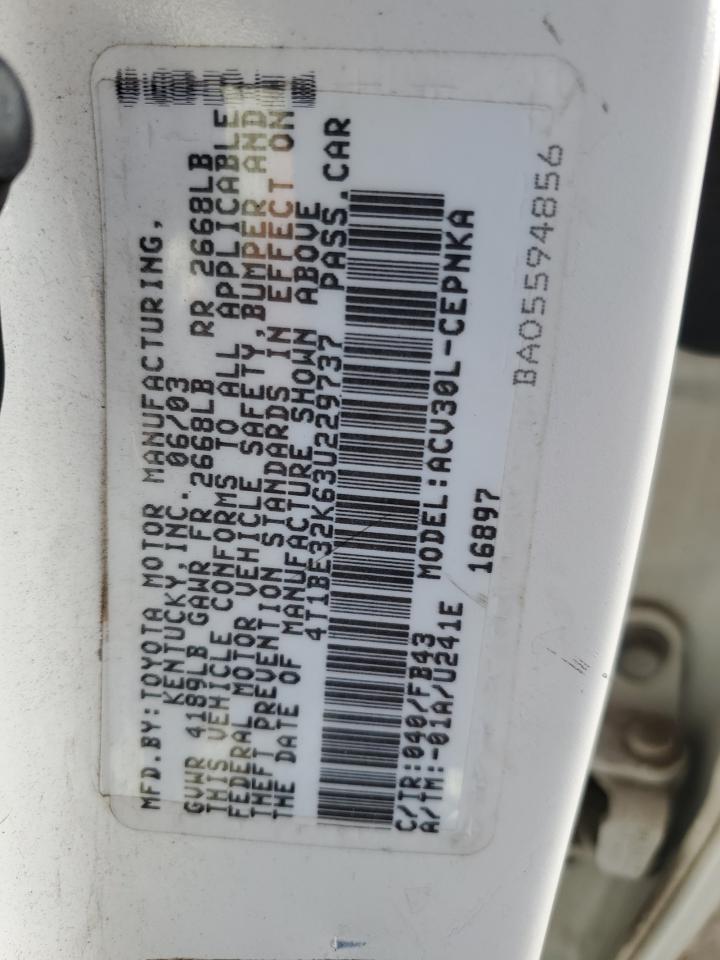 MFD.BY:TOYOTA MOTOR MANUFACTURING,
KENTUCKY,INC. 06/03
GVWR 4189LB GAWR FR 2668LB RR 2668LB
THIS VEHICLE CONFORMS TO ALL APPLICABLE
FEDERAL MOTOR VEHICLE SAFETY,BUMPER AND
THEFT PREVENTION STANDARDS IN EFFECT ON
THE DATE OF MANUFACTURE SHOWN ABOVE
4T1BE32K63U229737 PASS.CAR
C/TR:040/FB43 MODEL:ACV30L-CEPNKA
A/TM:-01A/U241E 16897
BA05594856